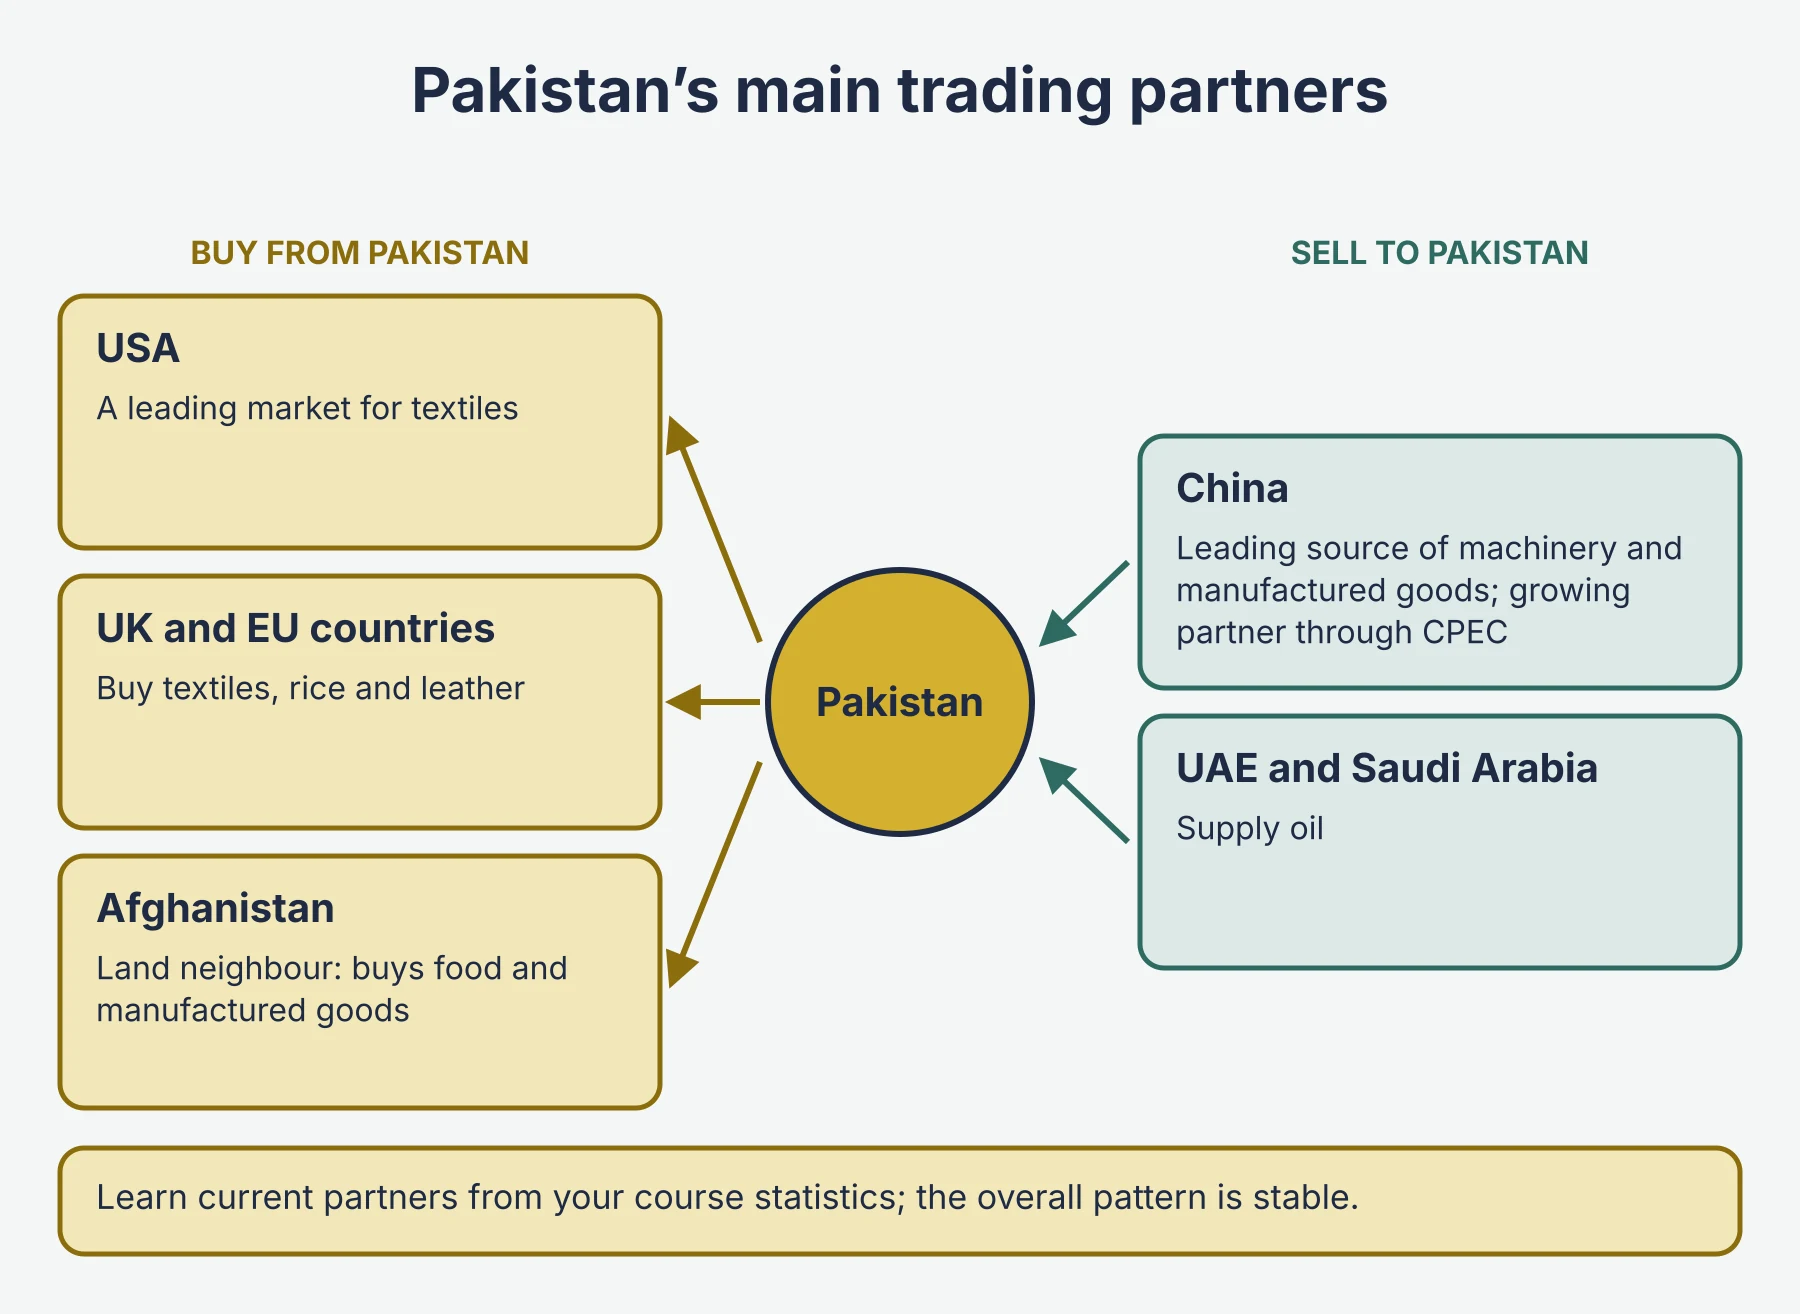 Pakistan’s main trading partners
BUY FROM PAKISTAN
USA
A leading market for textiles
UK and EU countries
Buy textiles, rice and leather
Afghanistan
Land neighbour: buys food and
manufactured goods
Pakistan
SELL TO PAKISTAN
China
Leading source of machinery and
manufactured goods; growing
partner through CPEC
UAE and Saudi Arabia
Supply oil
Learn current partners from your course statistics; the overall pattern is stable.